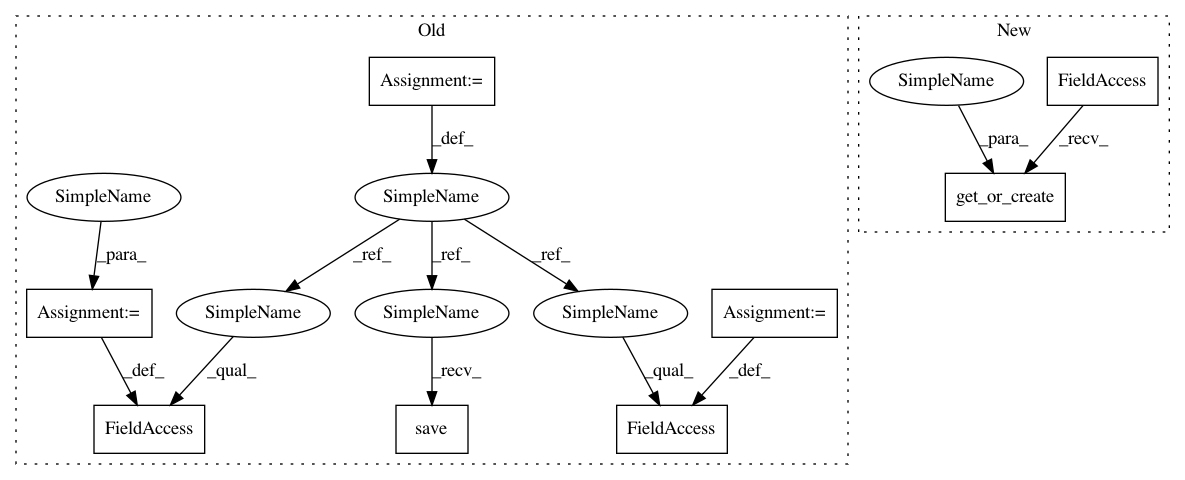 Old
New
Assignment:=
SimpleName
FieldAccess
_def_
_para_
_recv_
SimpleName
SimpleName
get_or_create
_para_
_ref_
_ref_
_ref_
Assignment:=
SimpleName
SimpleName
SimpleName
Assignment:=
_def_
_qual_
_recv_
_qual_
_def_
FieldAccess
save
FieldAccess